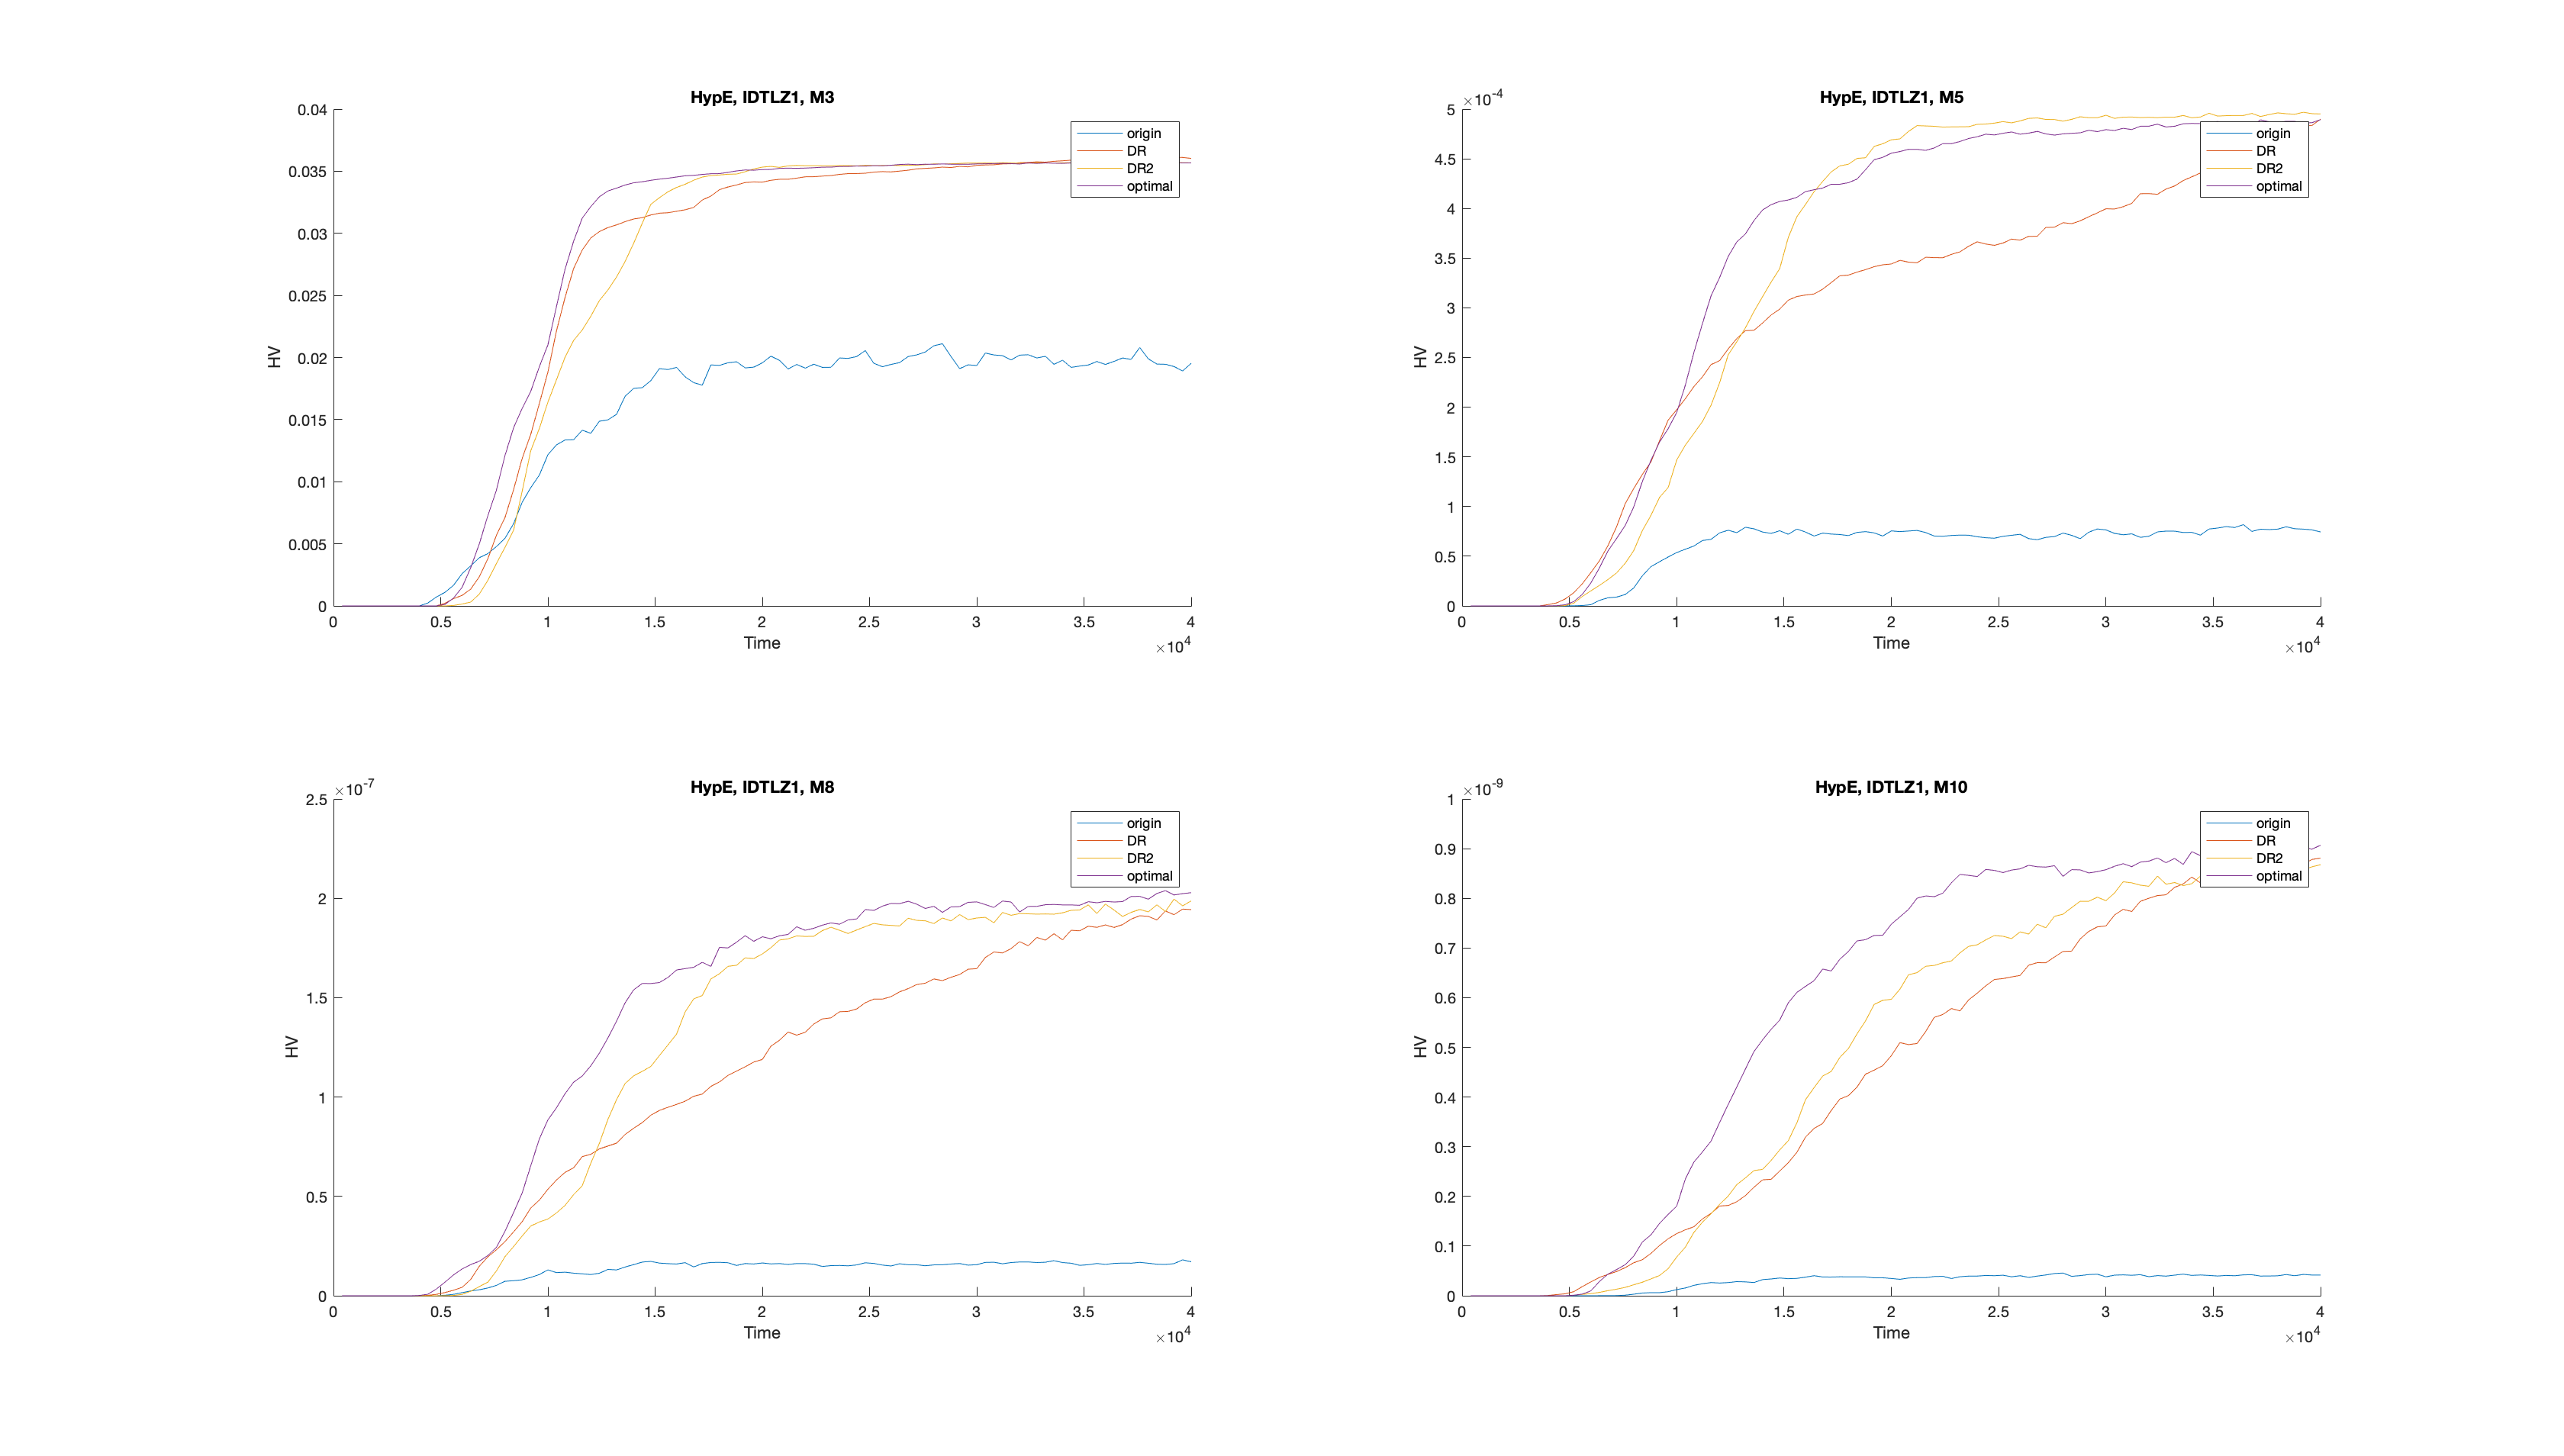 HypE, IDTLZ1, M3
0.04
0.035
0.03
0.025
0.02
0.015
0.01
0.005
0
HV
0 0.5 1 1.5 2 2.5 3 3.5 4
Time
×10^4
origin
DR
DR2
optimal
HypE, IDTLZ1, M5
×10^-4
5
4.5
4
3.5
3
2.5
2
1.5
1
0.5
0
HV
0 0.5 1 1.5 2 2.5 3 3.5 4
Time
×10^4
origin
DR
DR2
optimal
HypE, IDTLZ1, M8
×10^-7
2.5
2
1.5
1
0.5
0
HV
0 0.5 1 1.5 2 2.5 3 3.5 4
Time
×10^4
origin
DR
DR2
optimal
HypE, IDTLZ1, M10
×10^-9
1
0.9
0.8
0.7
0.6
0.5
0.4
0.3
0.2
0.1
0
HV
0 0.5 1 1.5 2 2.5 3 3.5 4
Time
×10^4
origin
DR
DR2
optimal